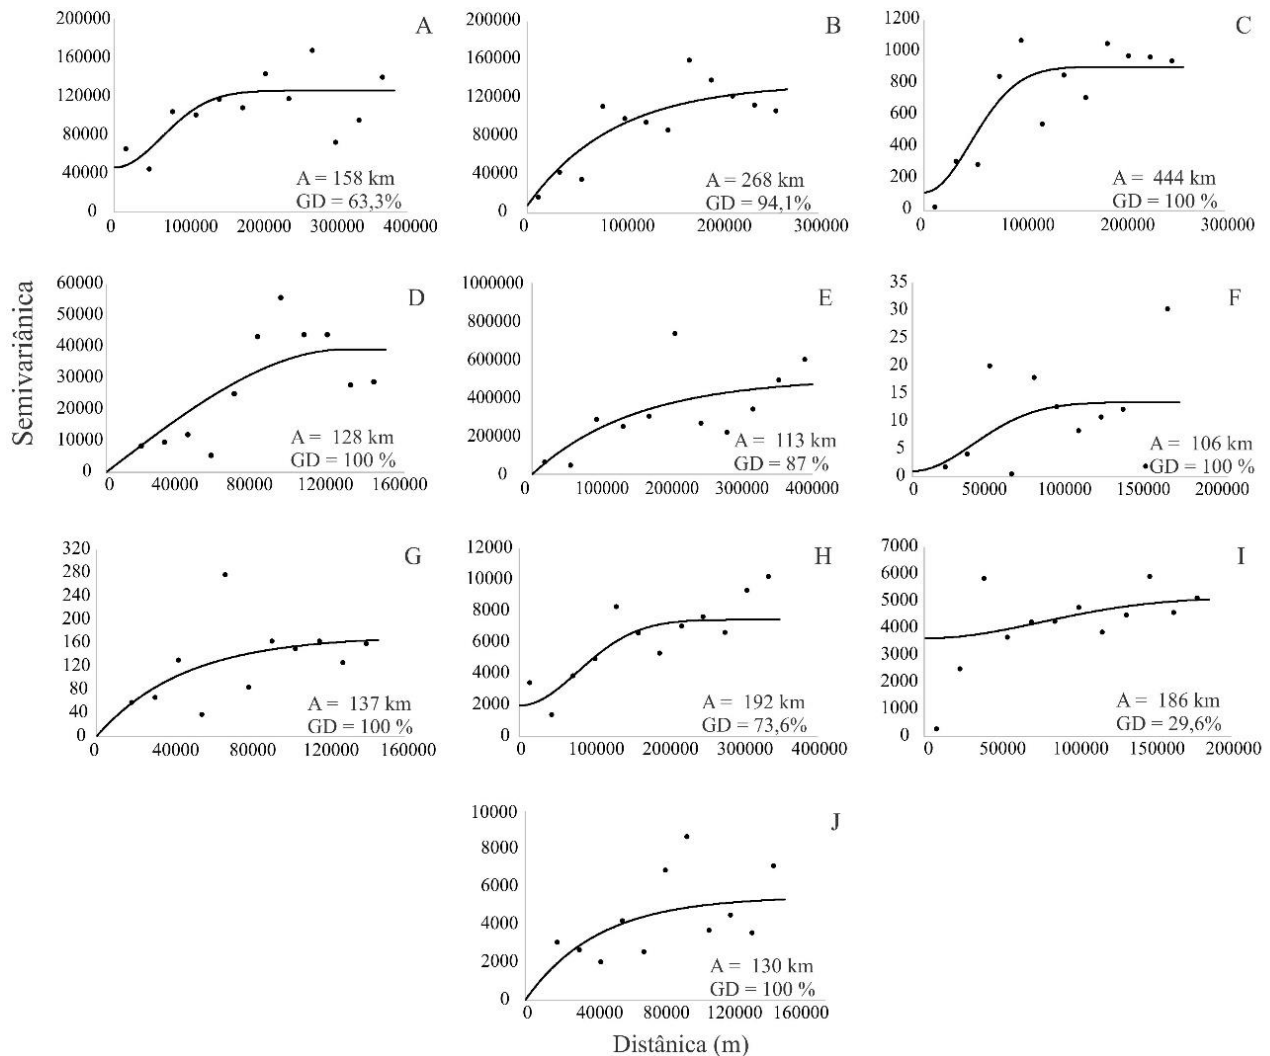 A
200000
160000
120000
80000
40000
0
100000 200000 300000 400000
A = 158 km
GD = 63,3%
B
200000
160000
120000
80000
40000
0
0 100000 200000 300000
A = 268 km
GD = 94,1%
C
1200
1000
800
600
400
200
0
100000 200000 300000
A = 444 km
GD = 100 %
Semivariânica
D
60000
50000
40000
30000
20000
10000
0
0 40000 80000 120000 160000
A = 128 km
GD = 100 %
E
1000000
800000
600000
400000
200000
0
100000 200000 300000 400000
A = 113 km
GD = 87 %
F
35
30
25
20
15
10
5
0
0 50000 100000 150000 200000
A = 106 km
GD = 100 %
G
320
280
240
200
160
120
80
40
0
0 40000 80000 120000 160000
A = 137 km
GD = 100 %
H
12000
10000
8000
6000
4000
2000
0
0 100000 200000 300000 400000
A = 192 km
GD = 73,6%
I
7000
6000
5000
4000
3000
2000
1000
0
0 50000 100000 150000 200000
A = 186 km
GD = 29,6%
J
10000
8000
6000
4000
2000
0
0 40000 80000 120000 160000
A = 130 km
GD = 100 %
Distânica (m)